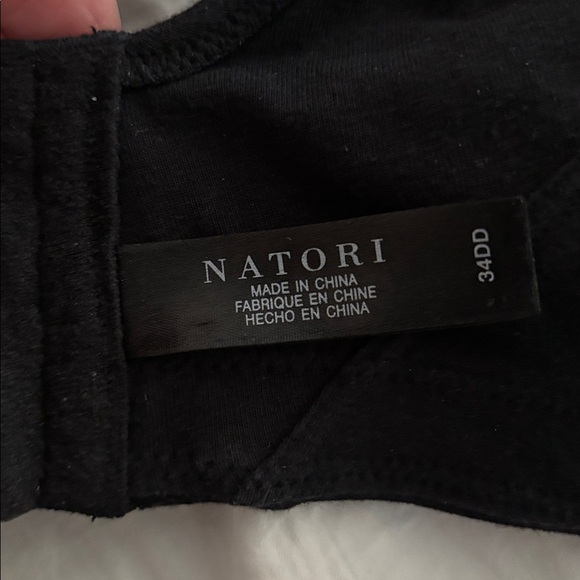 NATORI
MADE IN CHINA
FABRIQUE EN CHINE
HECHO EN CHINA
34DD